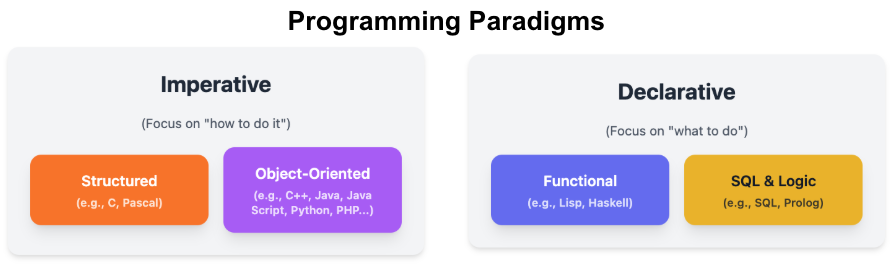 Programming Paradigms
Imperative
(Focus on "how to do it")
Structured
(e.g., C, Pascal)
Object-Oriented
(e.g., C++, Java, Java
Script, Python, PHP...)
Declarative
(Focus on "what to do")
Functional
(e.g., Lisp, Haskell)
SQL & Logic
(e.g., SQL, Prolog)